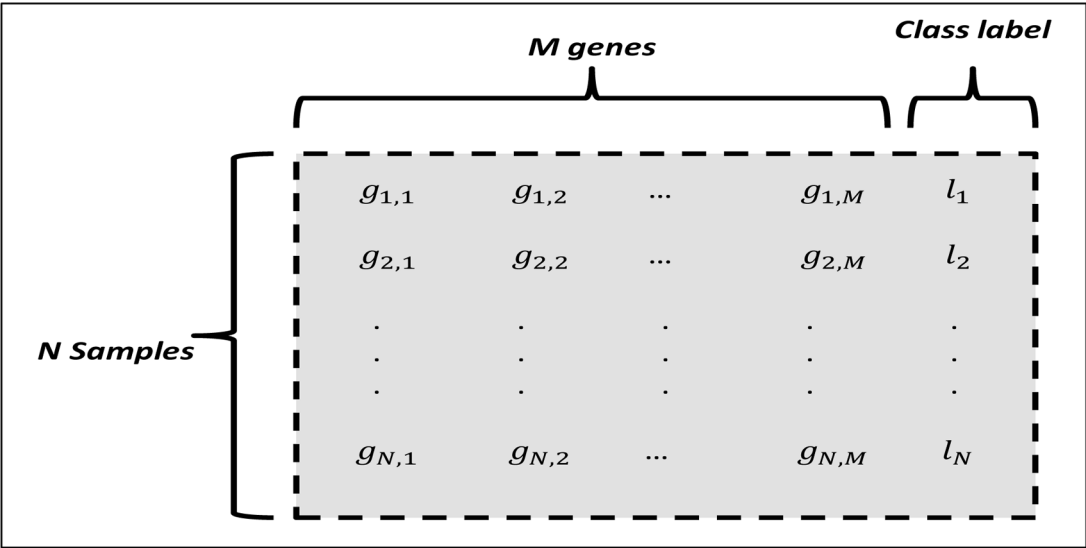 Class label
M genes
g1,1 g1,2 ... g1,M l1
g2,1 g2,2 ... g2,M l2
. . . . .
N Samples
. . . . .
. . . . .
gN,1 gN,2 ... gN,M lN